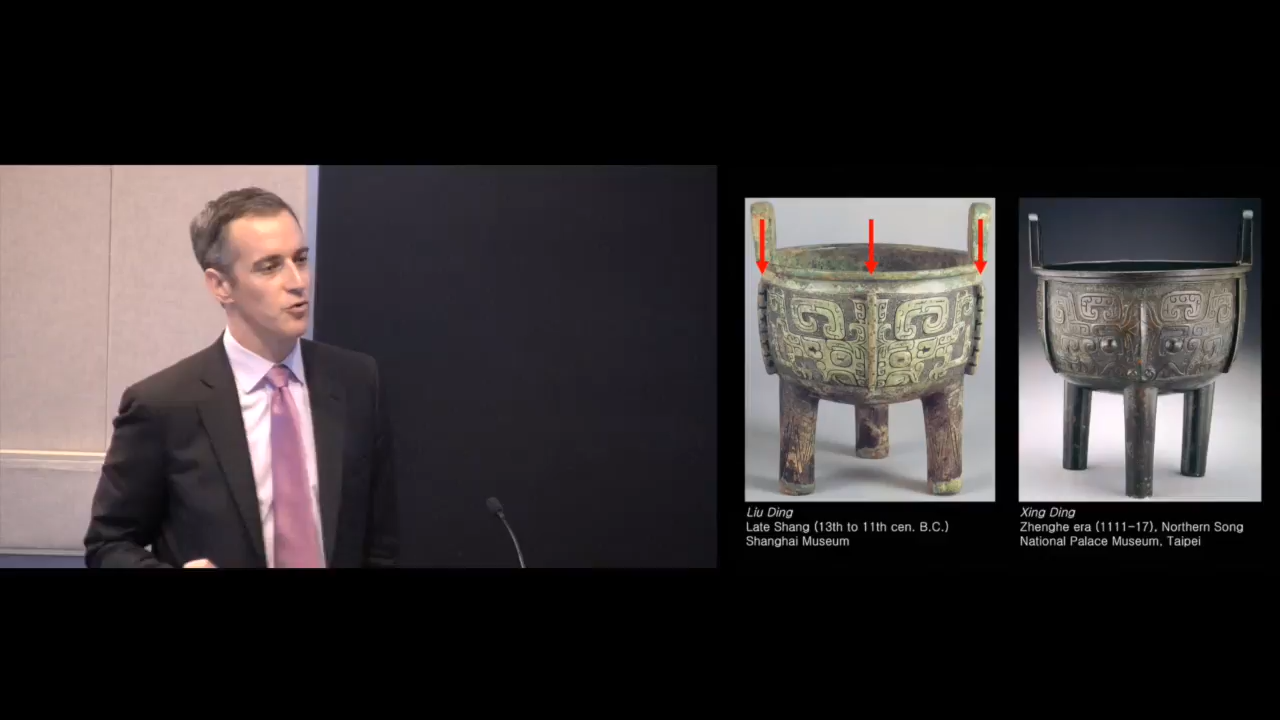 Liu Ding
Late Shang (13th to 11th cen. B.C.)
Shanghai Museum
Xing Ding
Zhenghe era (1111-17), Northern Song
National Palace Museum, Taipei